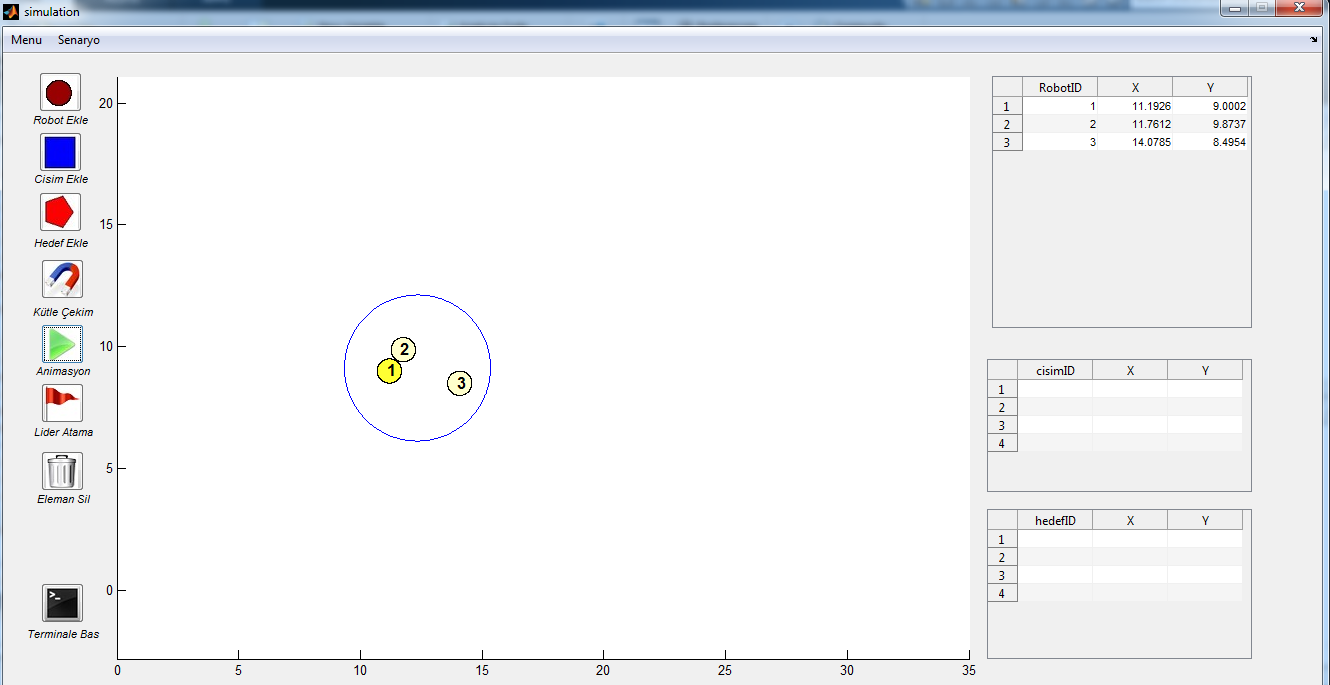 simulation
Menu Senaryo
Robot Ekle
Cisim Ekle
Hedef Ekle
Kütle Çekim
Animasyon
Lider Atama
Eleman Sil
>_
Terminale Bas
20
15
10
5
0
0 5 10 15 20 25 30 35
2
1
3
RobotID X Y
1 1 11.1926 9.0002
2 2 11.7612 9.8737
3 3 14.0785 8.4954
cisimID X Y
1
2
3
4
hedefID X Y
1
2
3
4